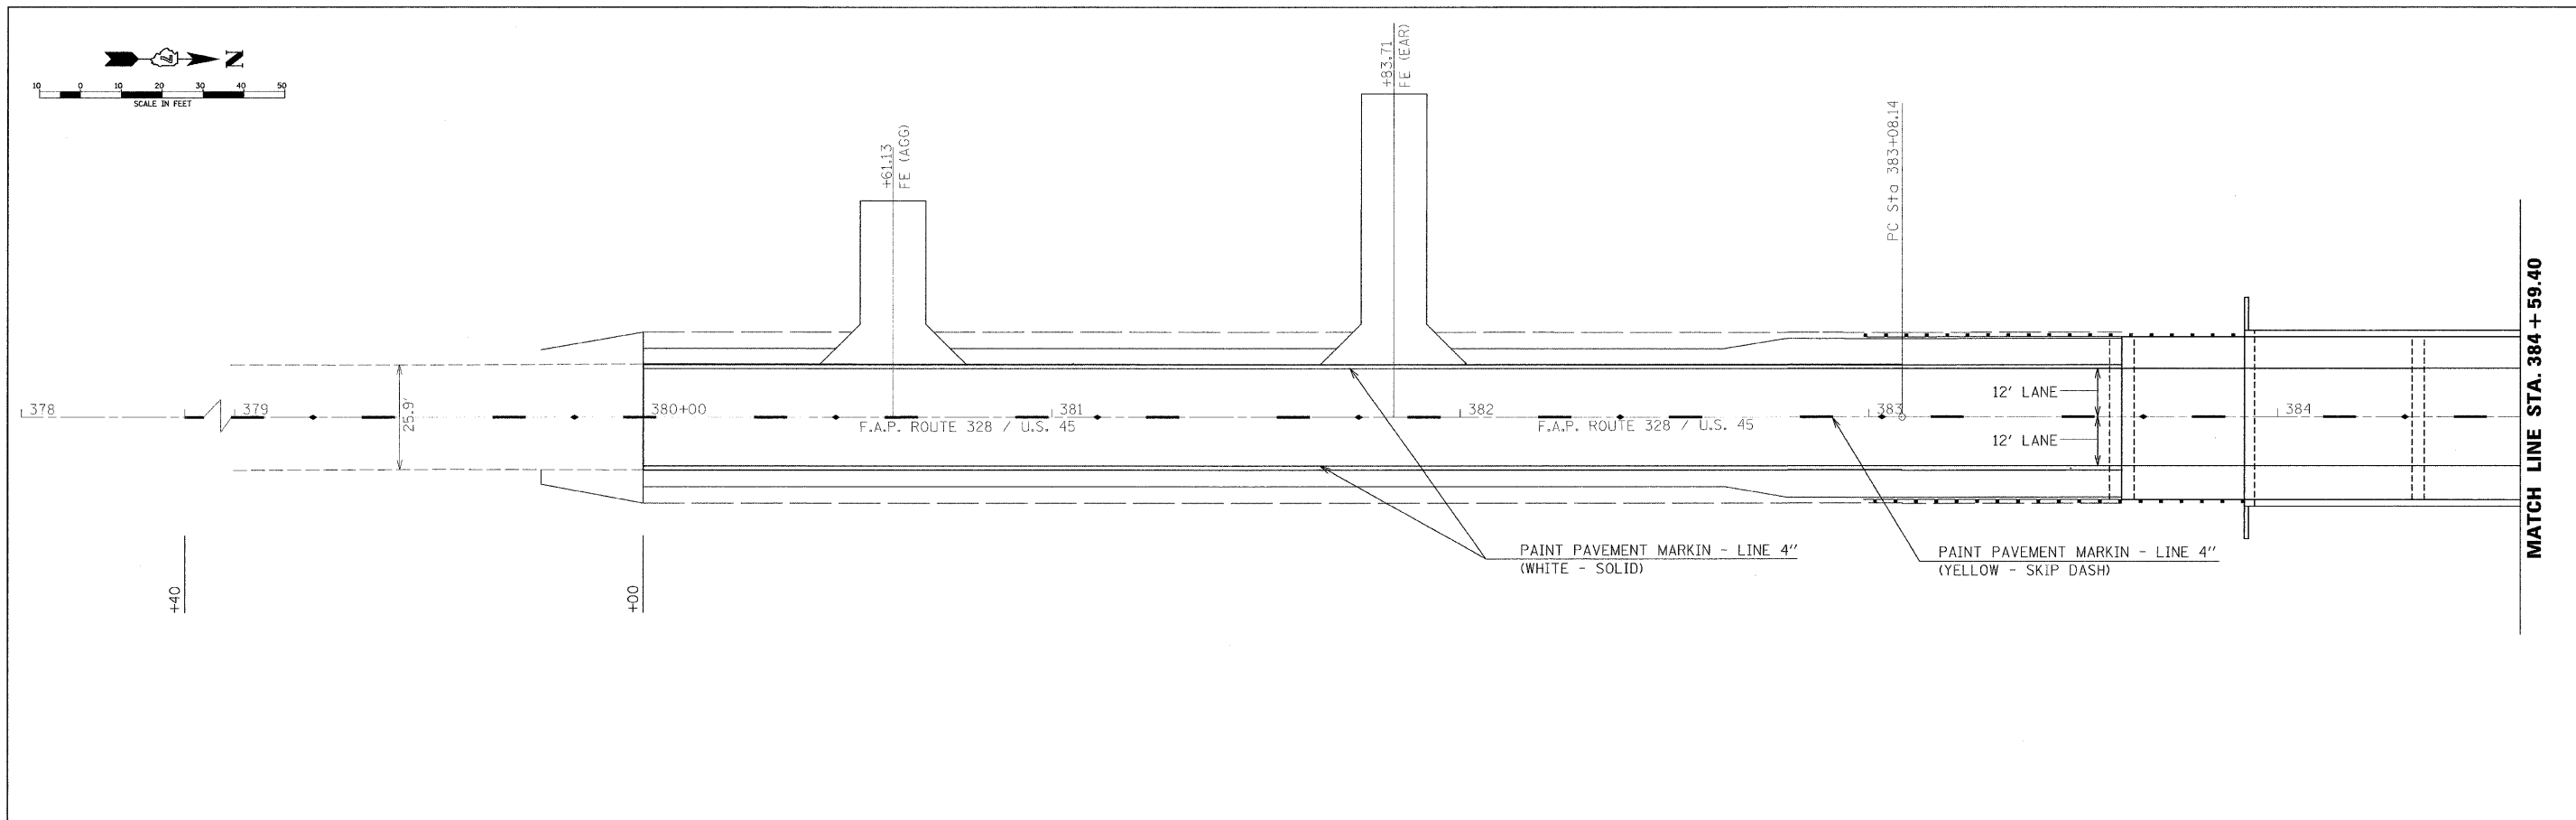 N
10 0 10 20 30 40 50
SCALE IN FEET
+61.13
FE (AGG)
+83.71
FE (EAR)
PC Sta 383+08.14
MATCH LINE STA. 384 + 59.40
378
379
25.9'
380+00
381
382
383
384
F.A.P. ROUTE 328 / U.S. 45
F.A.P. ROUTE 328 / U.S. 45
12' LANE
12' LANE
PAINT PAVEMENT MARKIN - LINE 4"
(WHITE - SOLID)
PAINT PAVEMENT MARKIN - LINE 4"
(YELLOW - SKIP DASH)
+40
+00